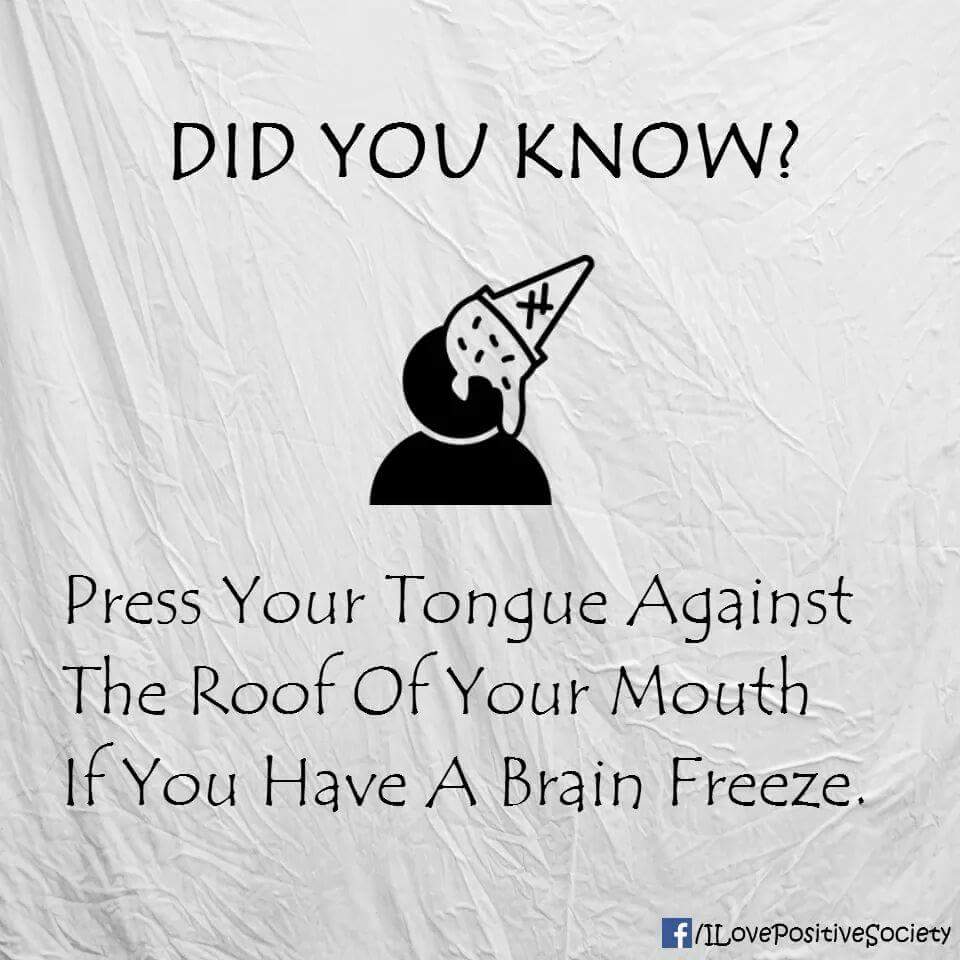 DID YOU KNOW?
Press Your Tongue Against
The Roof Of Your Mouth
If You Have A Brain Freeze.
f/ILovePositiveSociety